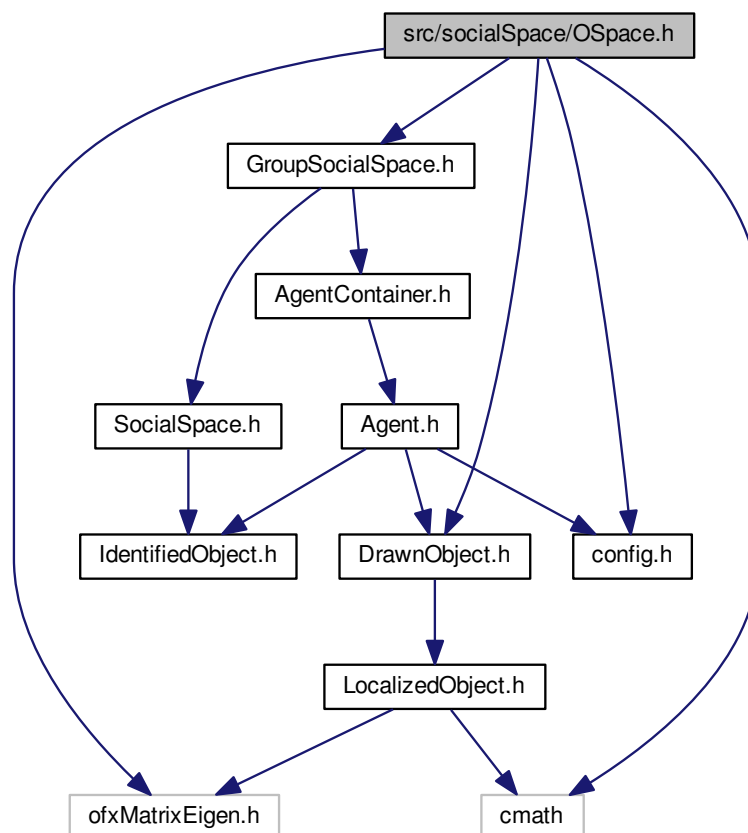 src/socialSpace/OSpace.h
GroupSocialSpace.h
AgentContainer.h
SocialSpace.h
Agent.h
IdentifiedObject.h
DrawnObject.h
config.h
LocalizedObject.h
ofxMatrixEigen.h
cmath